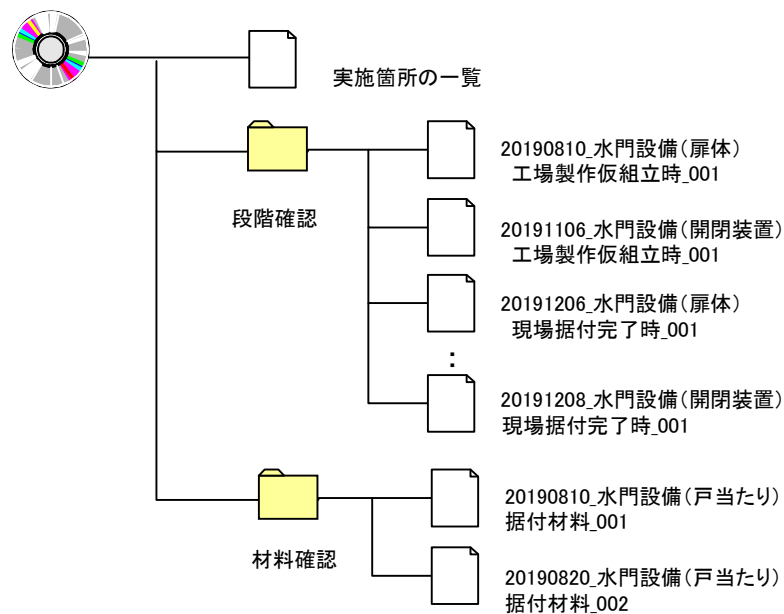 実施箇所の一覧
段階確認
20190810_水門設備(扉体)
工場製作仮組立時_001
20191106_水門設備(開閉装置)
工場製作仮組立時_001
20191206_水門設備(扉体)
現場据付完了時_001
:
20191208_水門設備(開閉装置)
現場据付完了時_001
材料確認
20190810_水門設備(戸当たり)
据付材料_001
20190820_水門設備(戸当たり)
据付材料_002